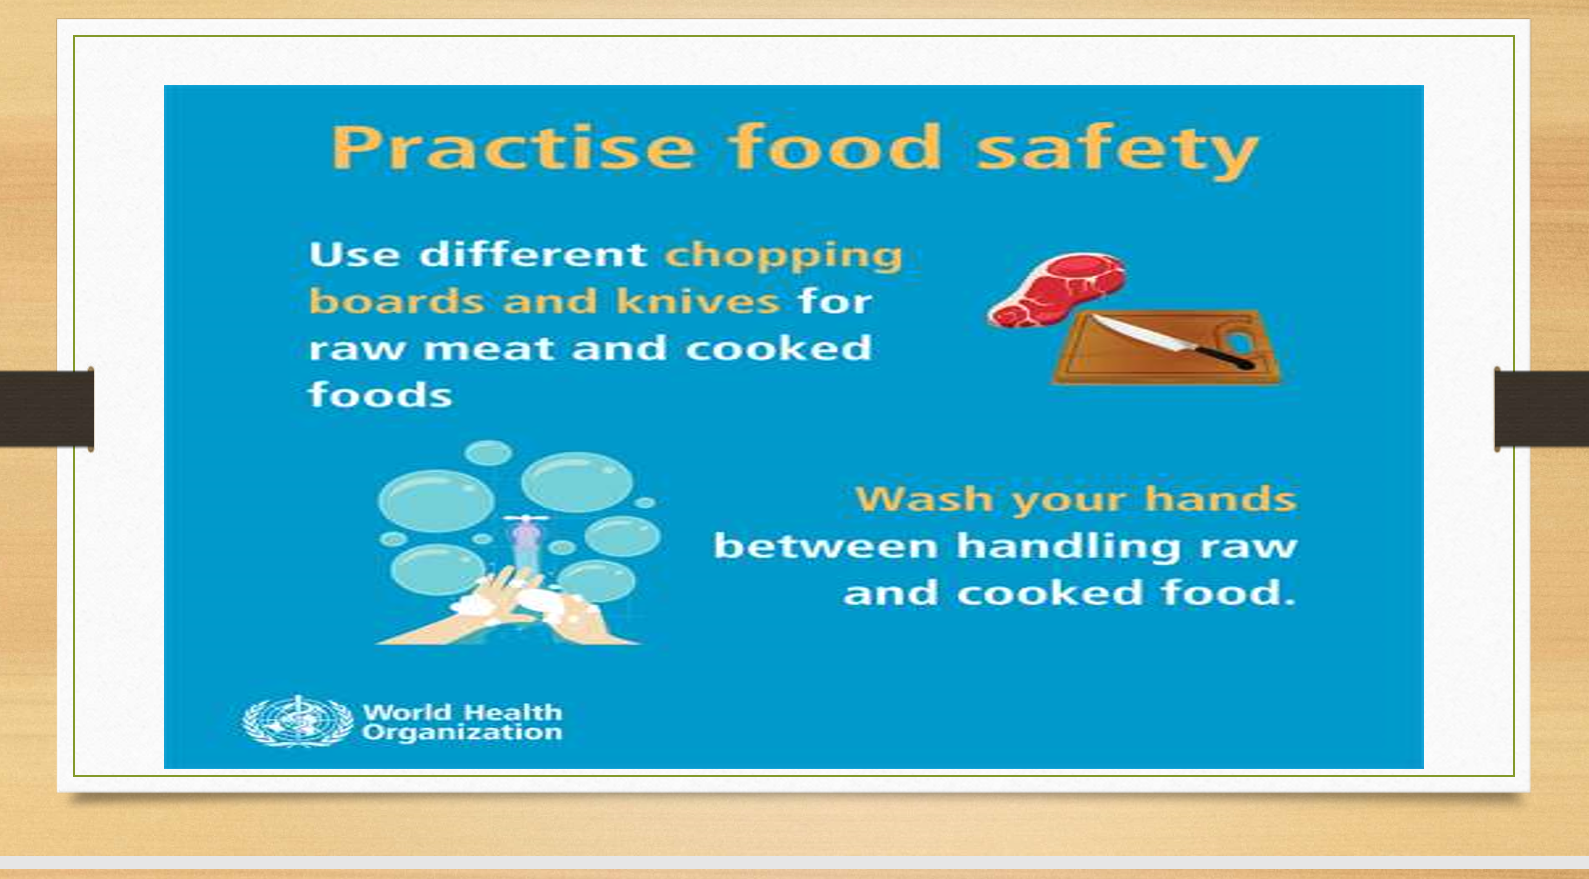 Practise food safety
Use different chopping
boards and knives for
raw meat and cooked
foods
Wash your hands
between handling raw
and cooked food.
World Health
Organization